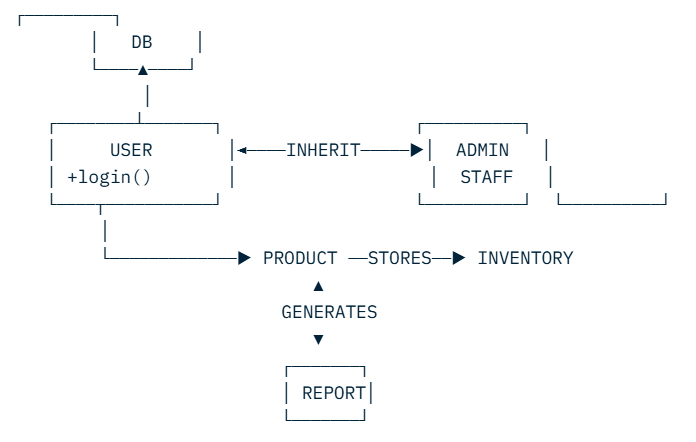 DB
USER INHERIT ADMIN
+login() STAFF
PRODUCT STORES INVENTORY
GENERATES
REPORT